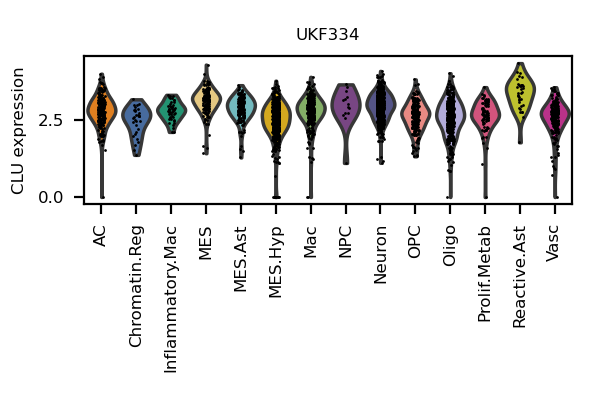 UKF334
CLU expression
2.5
0.0
AC
Chromatin.Reg
Inflammatory.Mac
MES
MES.Ast
MES.Hyp
Mac
NPC
Neuron
OPC
Oligo
Prolif.Metab
Reactive.Ast
Vasc